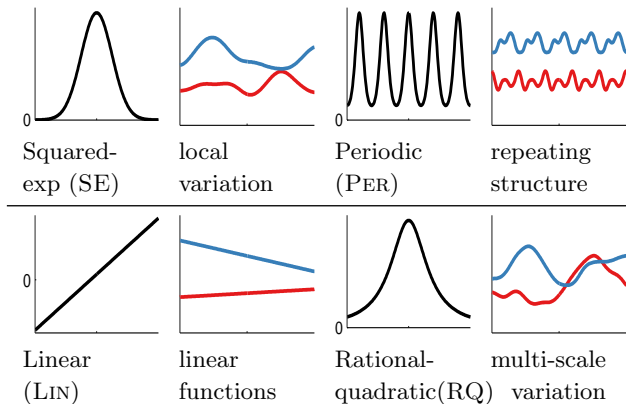 0
0
Squared-
exp (SE)
local
variation
Periodic
(PER)
repeating
structure
0
0
Linear
(LIN)
linear
functions
Rational-
quadratic(RQ)
multi-scale
variation